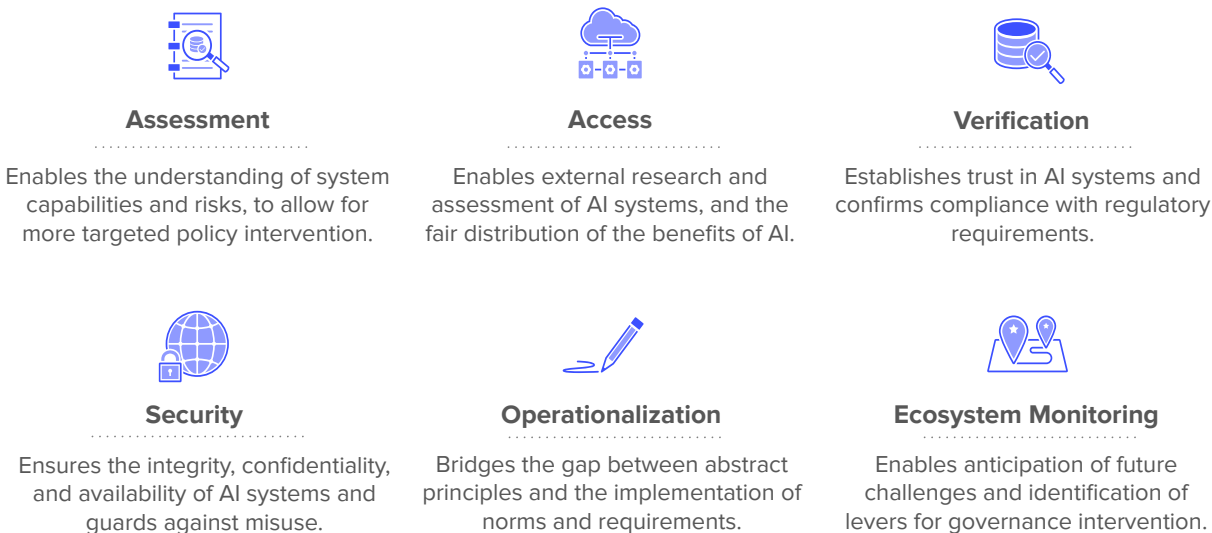 Assessment
Enables the understanding of system
capabilities and risks, to allow for
more targeted policy intervention.
Access
Enables external research and
assessment of AI systems, and the
fair distribution of the benefits of AI.
Verification
Establishes trust in AI systems and
confirms compliance with regulatory
requirements.
Security
Ensures the integrity, confidentiality,
and availability of AI systems and
guards against misuse.
Operationalization
Bridges the gap between abstract
principles and the implementation of
norms and requirements.
Ecosystem Monitoring
Enables anticipation of future
challenges and identification of
levers for governance intervention.